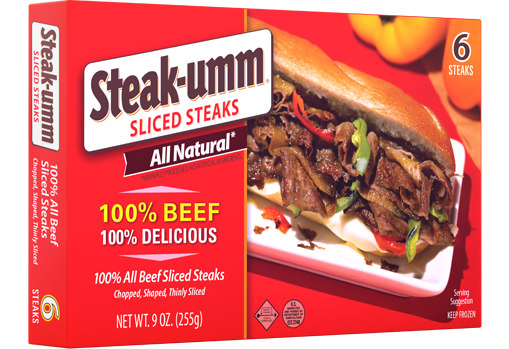 Steak-umm®
SLICED STEAKS
All Natural*
100% BEEF
100% DELICIOUS
100% All Beef Sliced Steaks
Chopped, Shaped, Thinly Sliced
NET WT. 9 OZ. (255g)
6
STEAKS
Serving
Suggestion
KEEP FROZEN
Steak-umm
SLICED STEAKS
100% All Beef
Sliced Steaks
Chopped, Shaped, Thinly Sliced
6
STEAKS